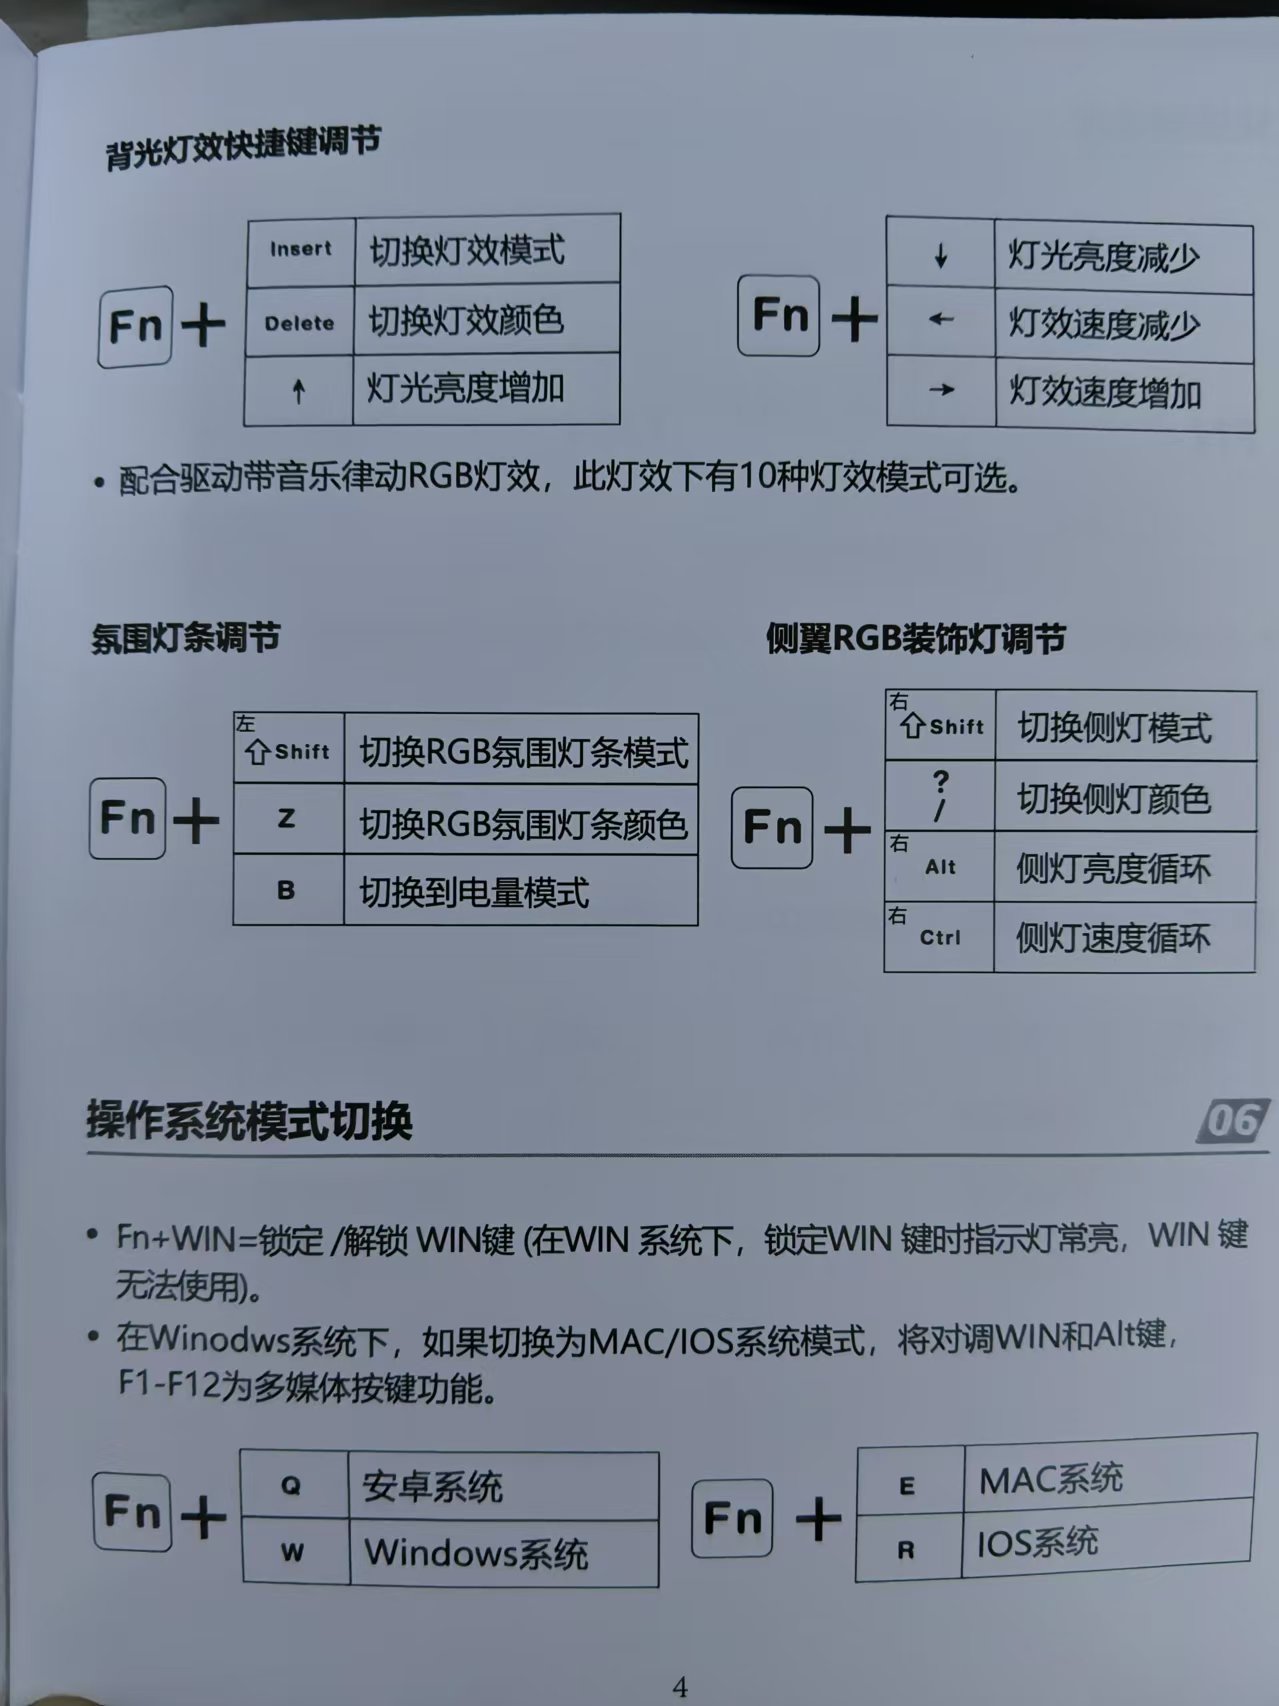 背光灯效快捷键调节
Fn + Insert 切换灯效模式
Delete 切换灯效颜色
↑ 灯光亮度增加
Fn + ↓ 灯光亮度减少
← 灯效速度减少
→ 灯效速度增加
• 配合驱动带音乐律动RGB灯效，此灯效下有10种灯效模式可选。
氛围灯条调节
Fn + 左 ⇧Shift 切换RGB氛围灯条模式
Z 切换RGB氛围灯条颜色
B 切换到电量模式
侧翼RGB装饰灯调节
Fn + 右 ⇧Shift 切换侧灯模式
? / 切换侧灯颜色
右 Alt 侧灯亮度循环
右 Ctrl 侧灯速度循环
操作系统模式切换 06
• Fn+WIN=锁定 /解锁 WIN键 (在WIN 系统下，锁定WIN 键时指示灯常亮，WIN 键
无法使用)。
• 在Winodws系统下，如果切换为MAC/IOS系统模式，将对调WIN和Alt键，
F1-F12为多媒体按键功能。
Fn + Q 安卓系统
W Windows系统
Fn + E MAC系统
R IOS系统
4